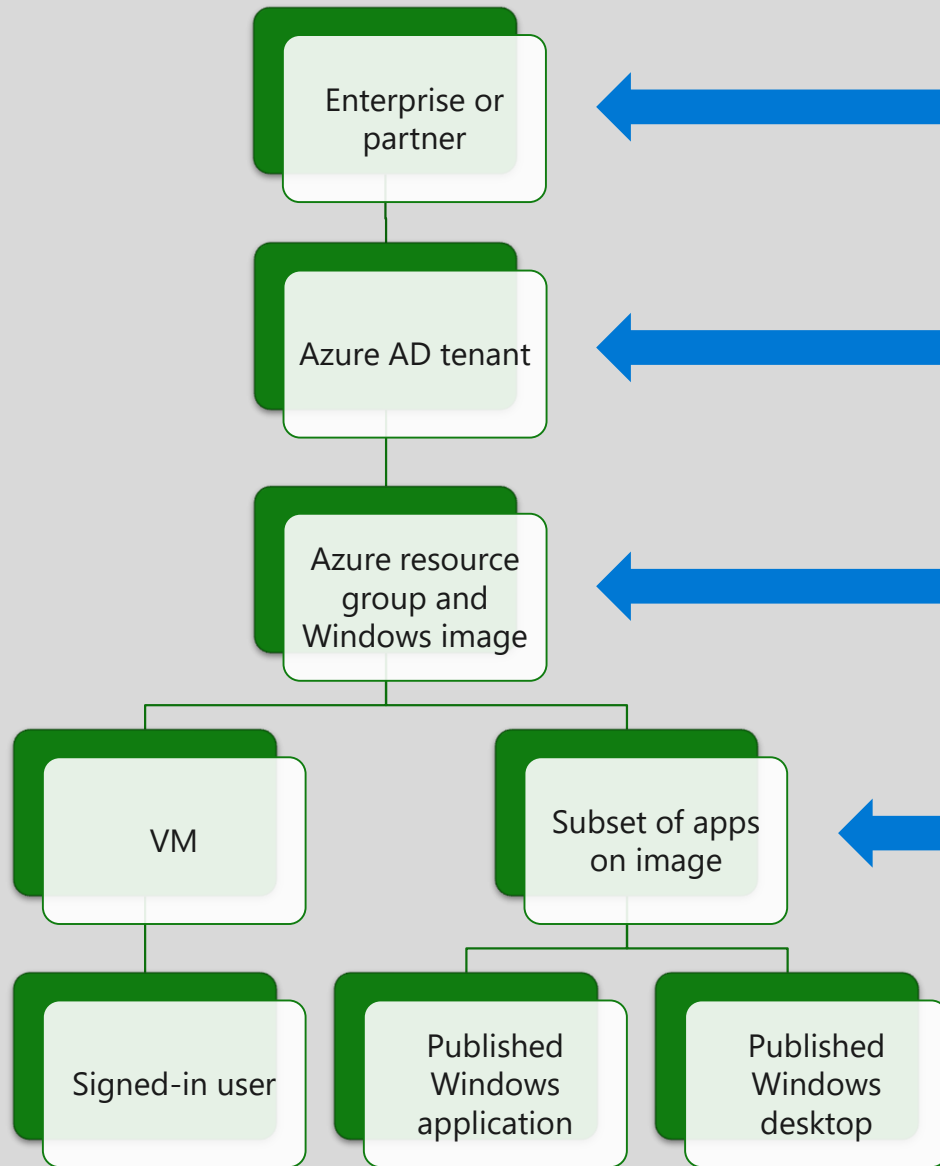 Enterprise or
partner
Azure AD tenant
Azure resource
group and
Windows image
VM
Subset of apps
on image
Signed-in user
Published
Windows
application
Published
Windows
desktop